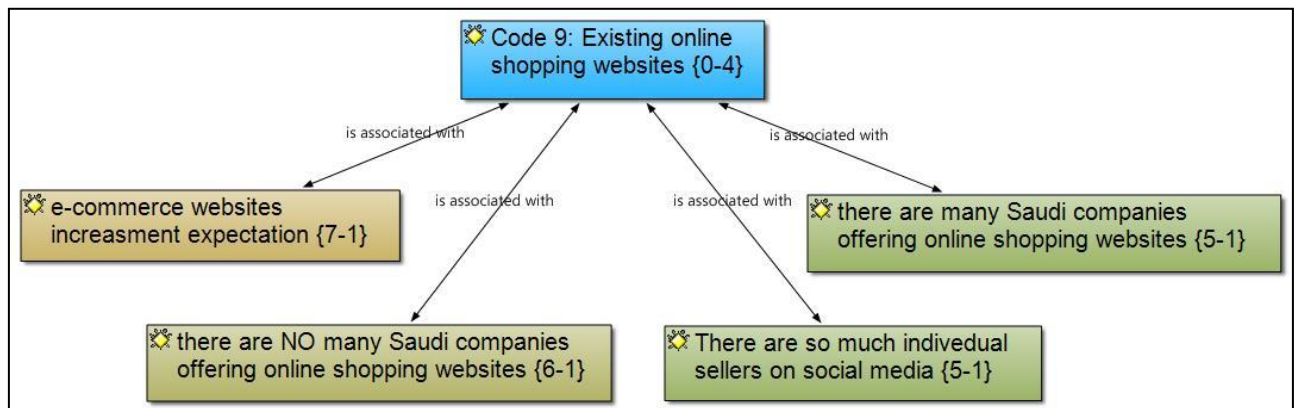 Code 9: Existing online
shopping websites {0-4}
is associated with
is associated with
is associated with
is associated with
e-commerce websites
increasment expectation {7-1}
there are many Saudi companies
offering online shopping websites {5-1}
there are NO many Saudi companies
offering online shopping websites {6-1}
There are so much indivedual
sellers on social media {5-1}